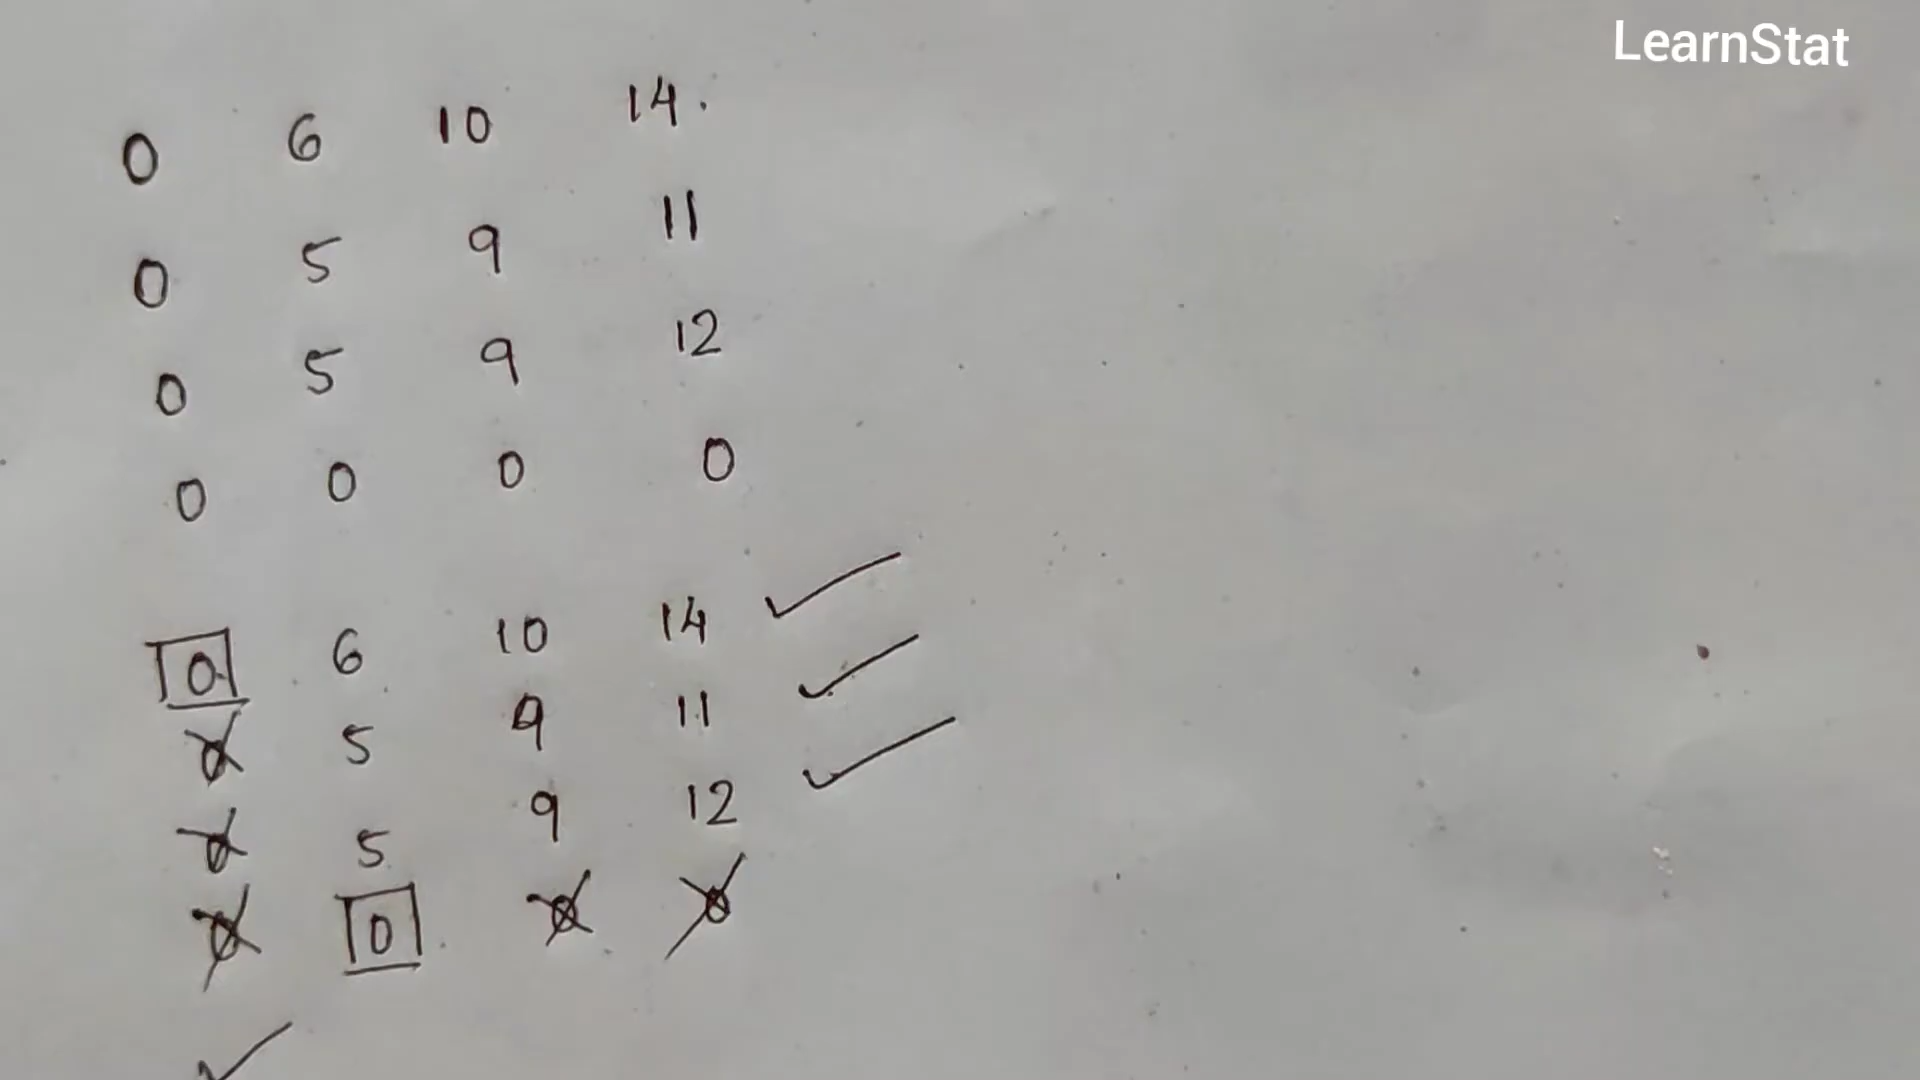 LearnStat
0 6 10 14.
0 5 9 11
0 5 9 12
0 0 0 0
0 6 10 14 ✓
0 5 9 11 ✓
0 5 9 12 ✓
0 0 0 0
✓